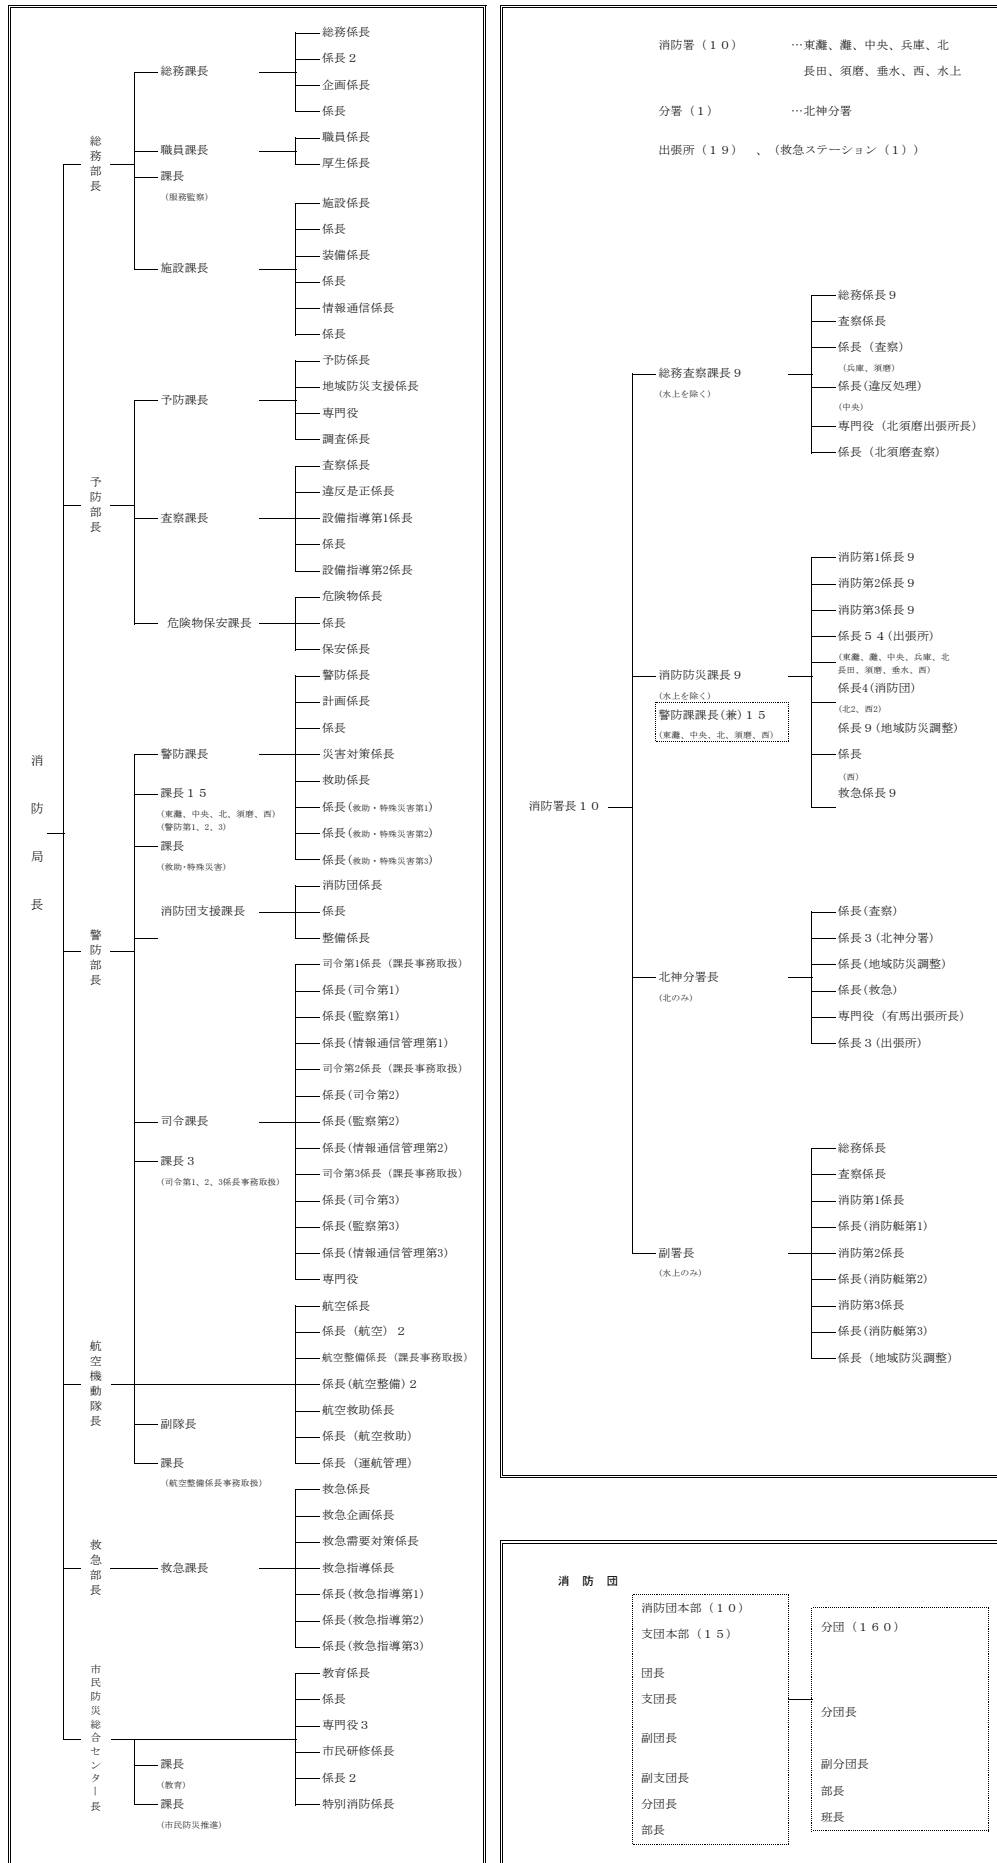 消防局長
総務部長
総務課長
総務係長
係長２
企画係長
係長
職員課長
職員係長
厚生係長
課長
（服務監察）
施設課長
施設係長
係長
装備係長
係長
情報通信係長
係長
予防部長
予防課長
予防係長
地域防災支援係長
専門役
調査係長
査察課長
査察係長
違反是正係長
設備指導第1係長
係長
設備指導第2係長
危険物保安課長
危険物係長
係長
保安係長
警防部長
警防課長
警防係長
計画係長
係長
災害対策係長
救助係長
係長(救助・特殊災害第1)
係長(救助・特殊災害第2)
係長(救助・特殊災害第3)
課長１５
(東灘、中央、北、須磨、西)
(警防第1、2、3)
課長
(救助･特殊災害)
消防団支援課長
消防団係長
係長
整備係長
司令課長
司令第1係長（課長事務取扱）
係長(司令第1)
係長(監察第1)
係長(情報通信管理第1)
司令第2係長（課長事務取扱）
係長(司令第2)
係長(監察第2)
係長(情報通信管理第2)
司令第3係長（課長事務取扱）
係長(司令第3)
係長(監察第3)
係長(情報通信管理第3)
専門役
課長３
(司令第1、2、3係長事務取扱)
航空機動隊長
航空係長
係長（航空）２
航空整備係長（課長事務取扱）
係長(航空整備)２
航空救助係長
係長（航空救助）
係長（運航管理）
副隊長
課長
（航空整備係長事務取扱）
救急部長
救急課長
救急係長
救急企画係長
救急需要対策係長
救急指導係長
係長(救急指導第1)
係長(救急指導第2)
係長(救急指導第3)
市民防災総合センター長
教育係長
係長
専門役３
市民研修係長
係長２
特別消防係長
課長
(教育)
課長
(市民防災推進)
消防署（１０） …東灘、灘、中央、兵庫、北
長田、須磨、垂水、西、水上
分署（１） …北神分署
出張所（１９） 、（救急ステーション（１））
消防署長１０
総務査察課長９
(水上を除く)
総務係長９
査察係長
係長（査察）
（兵庫、須磨）
係長(違反処理)
(中央)
専門役（北須磨出張所長）
係長（北須磨査察）
消防防災課長９
(水上を除く)
警防課課長(兼)１５
(東灘、中央、北、須磨、西)
消防第1係長９
消防第2係長９
消防第3係長９
係長５４(出張所)
(東灘、灘、中央、兵庫、北
長田、須磨、垂水、西)
係長4(消防団)
(北2、西2)
係長９(地域防災調整)
係長
（西）
救急係長９
北神分署長
(北のみ)
係長(査察)
係長３(北神分署)
係長(地域防災調整)
係長(救急)
専門役（有馬出張所長）
係長３(出張所)
副署長
(水上のみ)
総務係長
査察係長
消防第1係長
係長(消防艇第1)
消防第2係長
係長(消防艇第2)
消防第3係長
係長(消防艇第3)
係長（地域防災調整）
消 防 団
消防団本部（１０）
支団本部（１５）
団長
支団長
副団長
副支団長
分団長
部長
分団（１６０）
分団長
副分団長
部長
班長